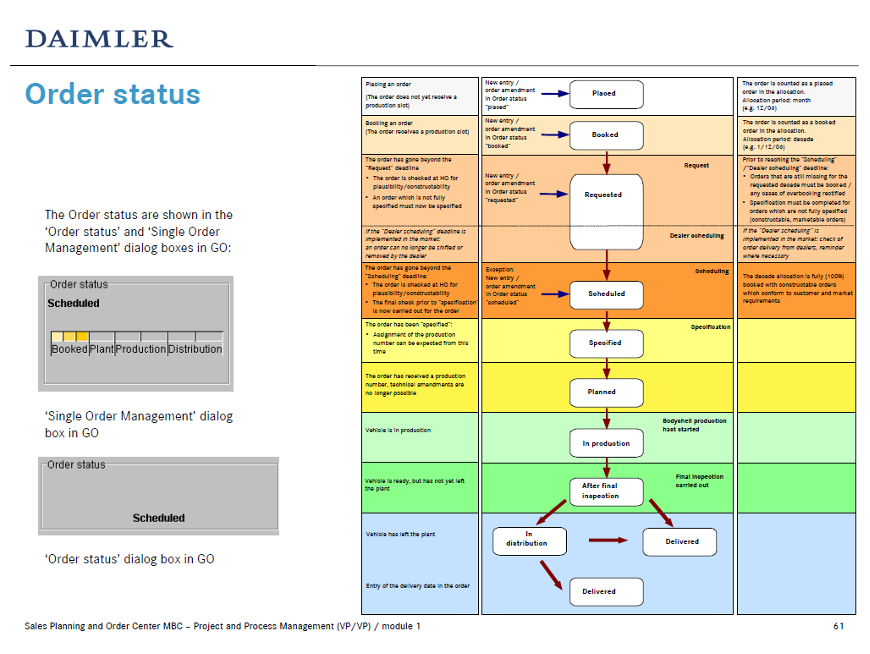 DAIMLER
Order status
The Order status are shown in the
‘Order status’ and ‘Single Order
Management’ dialog boxes in GO:
Order status
Scheduled
Booked Plant Production Distribution
‘Single Order Management’ dialog
box in GO
Order status
Scheduled
‘Order status’ dialog box in GO
Placing an order
(The order does not yet receive a
production slot)
New entry /
order amendment
in Order status
"placed"
Placed
The order is counted as a placed
order in the allocation.
Allocation period: month
(e.g. 12/06)
Booking an order
(The order receives a production slot)
New entry /
order amendment
in Order status
"booked"
Booked
The order is counted as a booked
order in the allocation.
Allocation period: decade
(e.g. 1/12/06)
The order has gone beyond the
"Request" deadline
• The order is checked at HO for
plausibility/constructability
• An order which is not fully
specified must now be specified
New entry /
order amendment
in Order status
"requested"
Requested
Request
Prior to reaching the "Scheduling"
/"Dealer scheduling" deadline:
• Orders that are still missing for the
requested decade must be booked /
any cases of overbooking rectified
• Specification must be completed for
orders which are not fully specified
(constructable, marketable orders)
If the "Dealer scheduling" deadline is
implemented in the market:
an order can no longer be shifted or
removed by the dealer
Dealer scheduling
If the "Dealer scheduling" is
implemented in the market: check of
order delivery from dealers, reminder
where necessary
The order has gone beyond the
"Scheduling" deadline:
• The order is checked at HO for
plausibility/constructability
• The final check prior to "specification"
is now carried out for the order
Exception:
New entry /
order amendment
in Order status
"scheduled"
Scheduled
Scheduling
The decade allocation is fully (100%)
booked with constructable orders
which conform to customer and market
requirements
The order has been "specified":
• Assignment of the production
number can be expected from this
time
Specified
Specification
The order has received a production
number, technical amendments are
no longer possible
Planned
Vehicle is in production
In production
Bodyshell production
hast started
Vehicle is ready, but has not yet left
the plant
After final
inspection
Final inspection
carried out
Vehicle has left the plant
In
distribution
Delivered
Entry of the delivery date in the order
Delivered
Sales Planning and Order Center MBC – Project and Process Management (VP/VP) / module 1
61